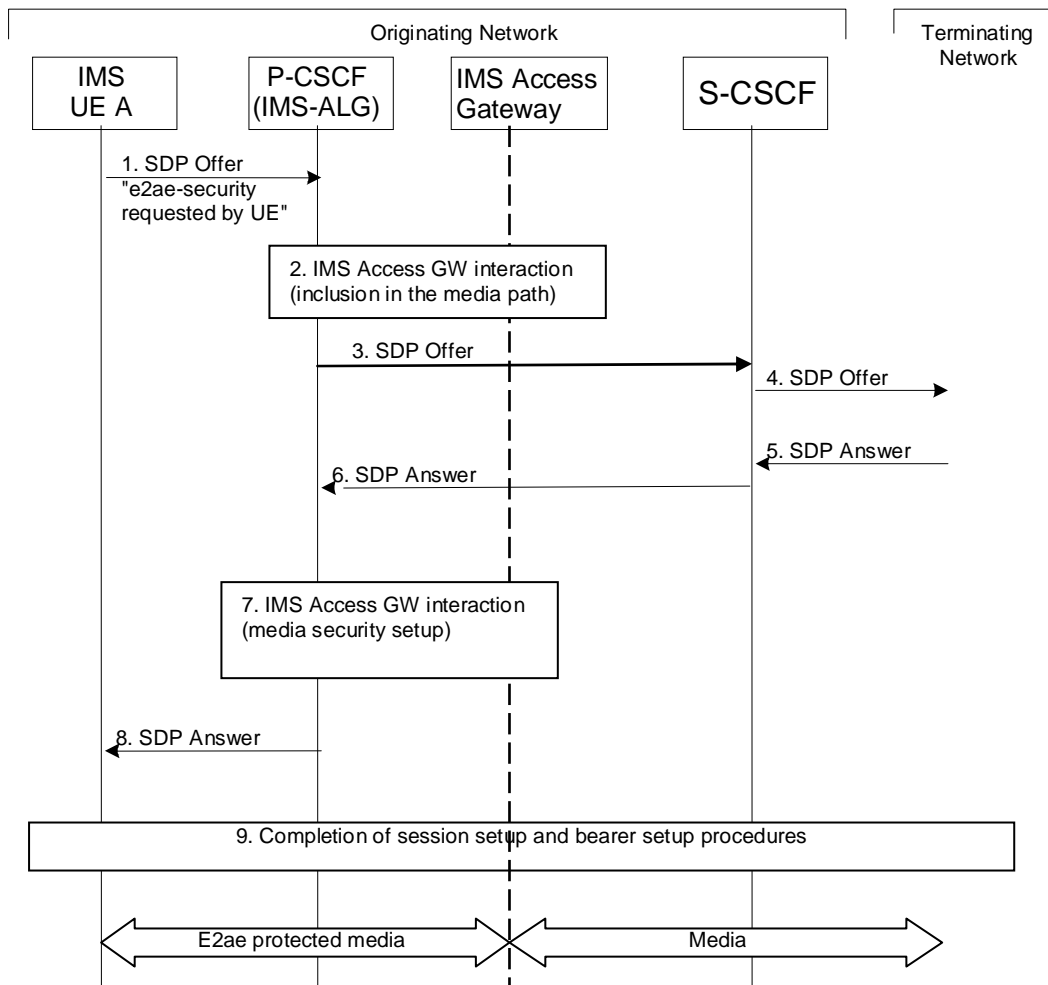 Originating Network
Terminating
Network
IMS
UE A
P-CSCF
(IMS-ALG)
IMS Access
Gateway
S-CSCF
1. SDP Offer
"e2ae-security
requested by UE"
2. IMS Access GW interaction
(inclusion in the media path)
3. SDP Offer
4. SDP Offer
5. SDP Answer
6. SDP Answer
7. IMS Access GW interaction
(media security setup)
8. SDP Answer
9. Completion of session setup and bearer setup procedures
E2ae protected media
Media